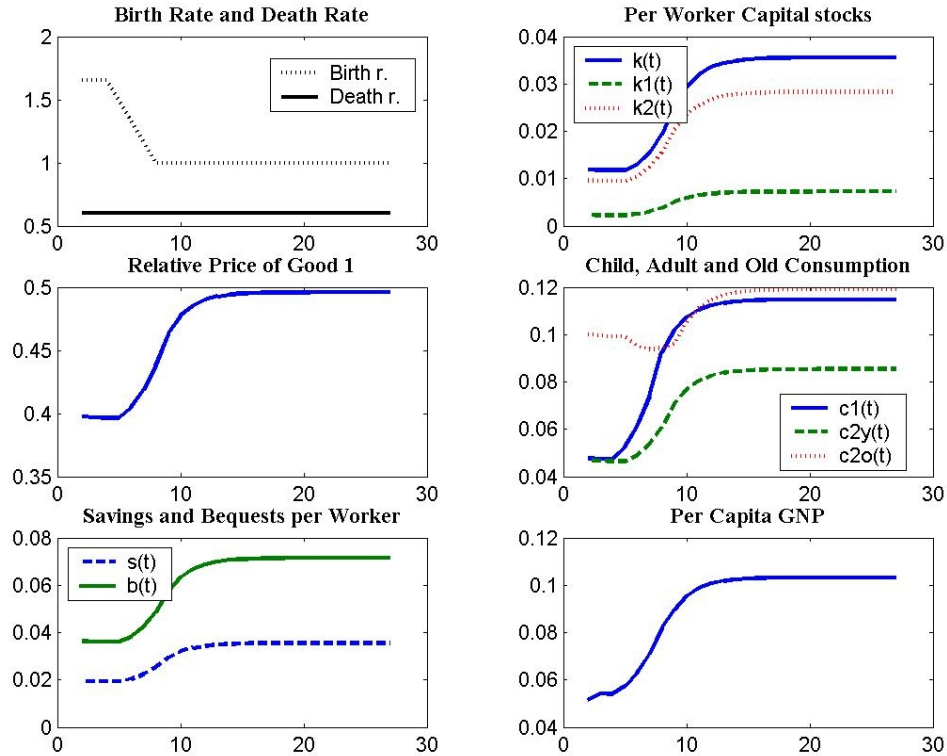 Birth Rate and Death Rate
2
1.5
1
0.5
0 10 20 30
Birth r.
Death r.
Per Worker Capital stocks
0.04
0.03
0.02
0.01
0
0 10 20 30
k(t)
k1(t)
k2(t)
Relative Price of Good 1
0.5
0.45
0.4
0.35
0 10 20 30
Child, Adult and Old Consumption
0.12
0.1
0.08
0.06
0.04
0 10 20 30
c1(t)
c2y(t)
c2o(t)
Savings and Bequests per Worker
0.08
0.06
0.04
0.02
0
0 10 20 30
s(t)
b(t)
Per Capita GNP
0.12
0.1
0.08
0.06
0.04
0 10 20 30